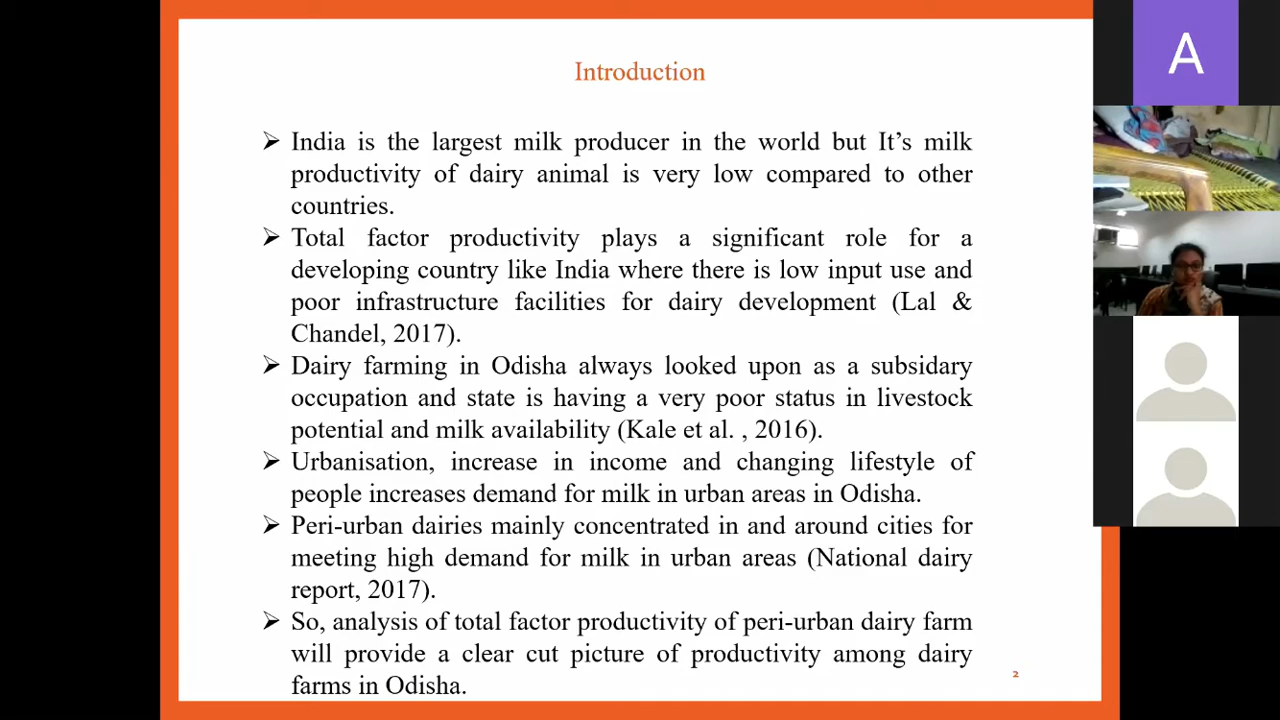 Introduction
A
➢ India is the largest milk producer in the world but It's milk
productivity of dairy animal is very low compared to other
countries.
➢ Total factor productivity plays a significant role for a
developing country like India where there is low input use and
poor infrastructure facilities for dairy development (Lal &
Chandel, 2017).
➢ Dairy farming in Odisha always looked upon as a subsidary
occupation and state is having a very poor status in livestock
potential and milk availability (Kale et al. , 2016).
➢ Urbanisation, increase in income and changing lifestyle of
people increases demand for milk in urban areas in Odisha.
➢ Peri-urban dairies mainly concentrated in and around cities for
meeting high demand for milk in urban areas (National dairy
report, 2017).
➢ So, analysis of total factor productivity of peri-urban dairy farm
will provide a clear cut picture of productivity among dairy
farms in Odisha.
2